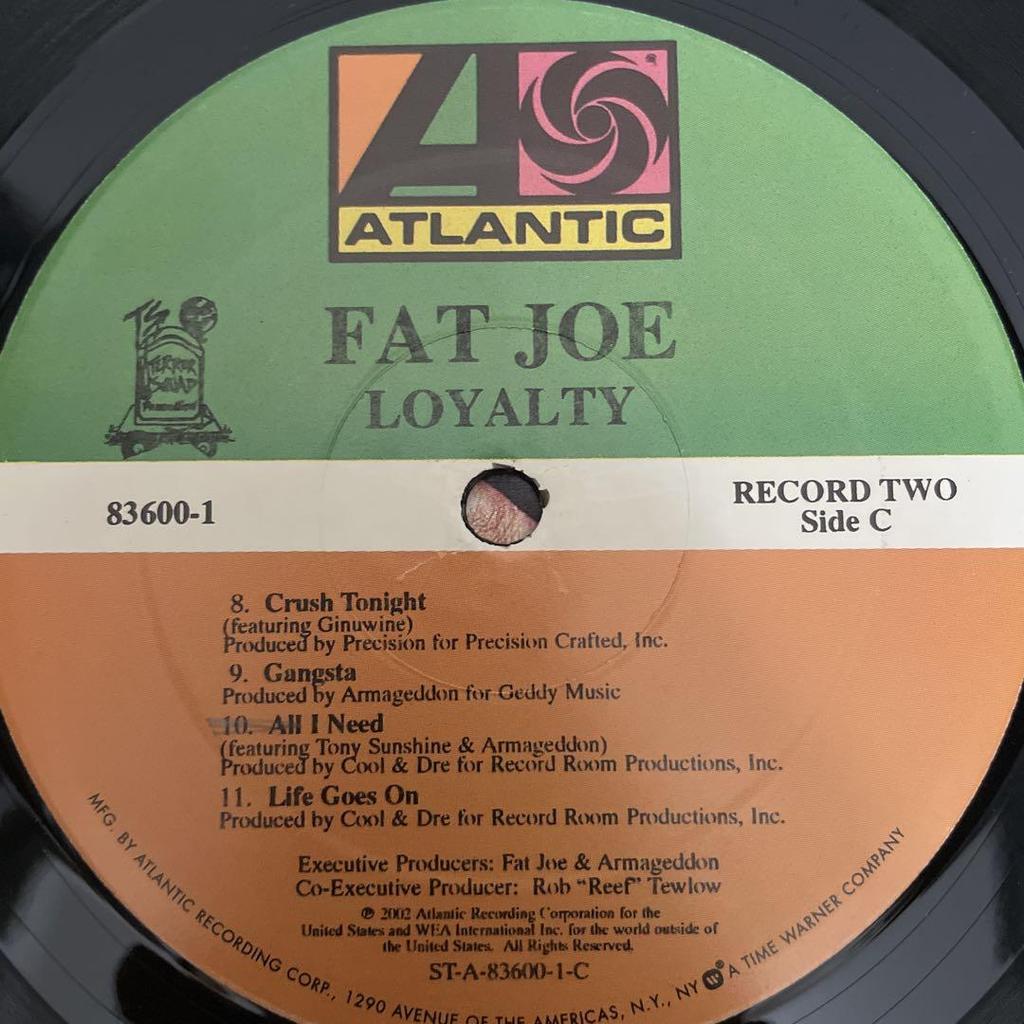 ATLANTIC
FAT JOE
LOYALTY
TS
TERROR
SQUAD
83600-1
RECORD TWO
Side C
8. Crush Tonight
(featuring Ginuwine)
Produced by Precision for Precision Crafted, Inc.
9. Gangsta
Produced by Armageddon for Geddy Music
10. All I Need
(featuring Tony Sunshine & Armageddon)
Produced by Cool & Dre for Record Room Productions, Inc.
11. Life Goes On
Produced by Cool & Dre for Record Room Productions, Inc.
Executive Producers: Fat Joe & Armageddon
Co-Executive Producer: Rob “Reef” Tewlow
℗ 2002 Atlantic Recording Corporation for the
United States and WEA International Inc. for the world outside of
the United States. All Rights Reserved.
ST-A-83600-1-C
MFG. BY ATLANTIC RECORDING CORP., 1290 AVENUE OF THE AMERICAS, N.Y., NY A TIME WARNER COMPANY